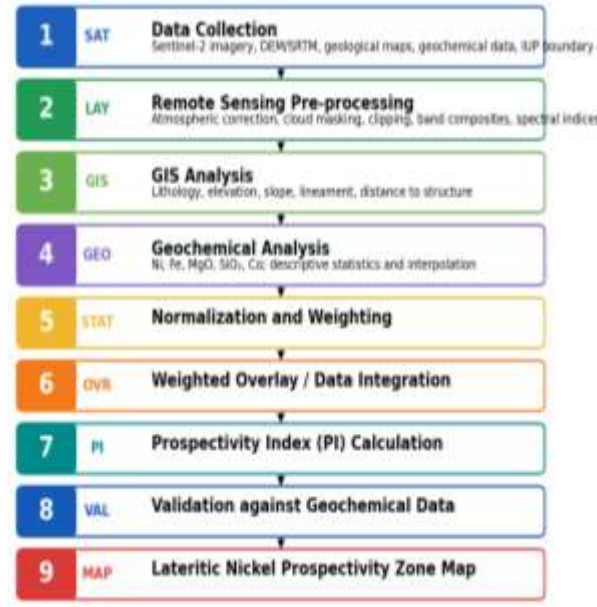 1 SAT Data Collection
Sentinel-2 imagery, DEM/SRTM, geological maps, geochemical data, IUP boundary
2 LAY Remote Sensing Pre-processing
Atmospheric correction, cloud masking, clipping, band composites, spectral indices
3 GIS GIS Analysis
Lithology, elevation, slope, lineament, distance to structure
4 GEO Geochemical Analysis
Ni, Fe, MgO, SiO₂, Co; descriptive statistics and interpolation
5 STAT Normalization and Weighting
6 OVR Weighted Overlay / Data Integration
7 PI Prospectivity Index (PI) Calculation
8 VAL Validation against Geochemical Data
9 MAP Lateritic Nickel Prospectivity Zone Map